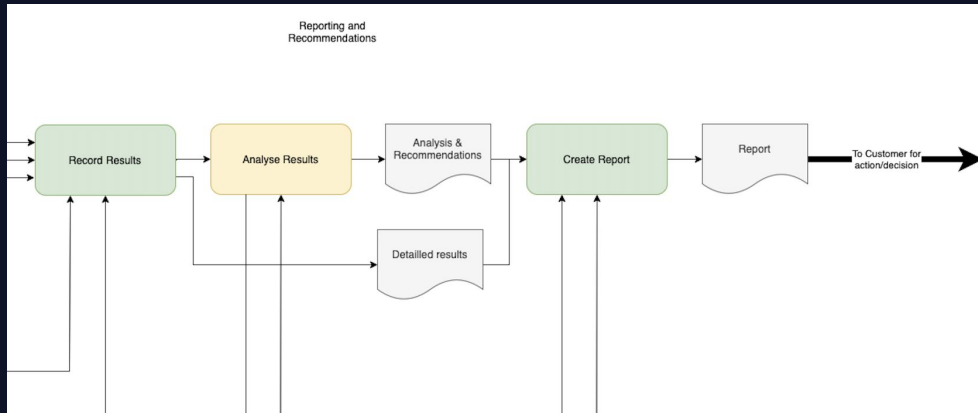 Reporting and
Recommendations
Record Results
Analyse Results
Analysis &
Recommendations
Create Report
Report
To Customer for
action/decision
Detailled results